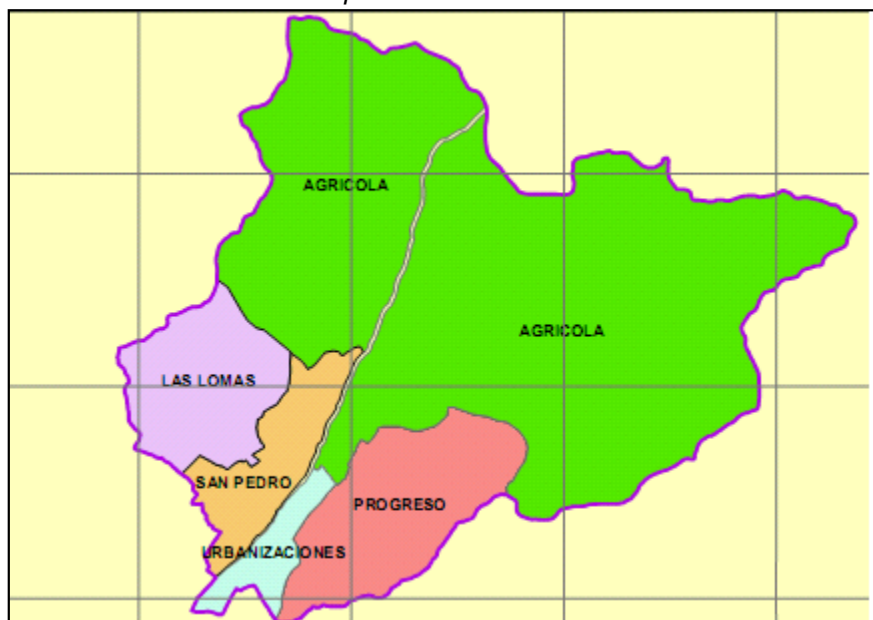 AGRICOLA
AGRICOLA
LAS LOMAS
SAN PEDRO
PROGRESO
URBANIZACIONES